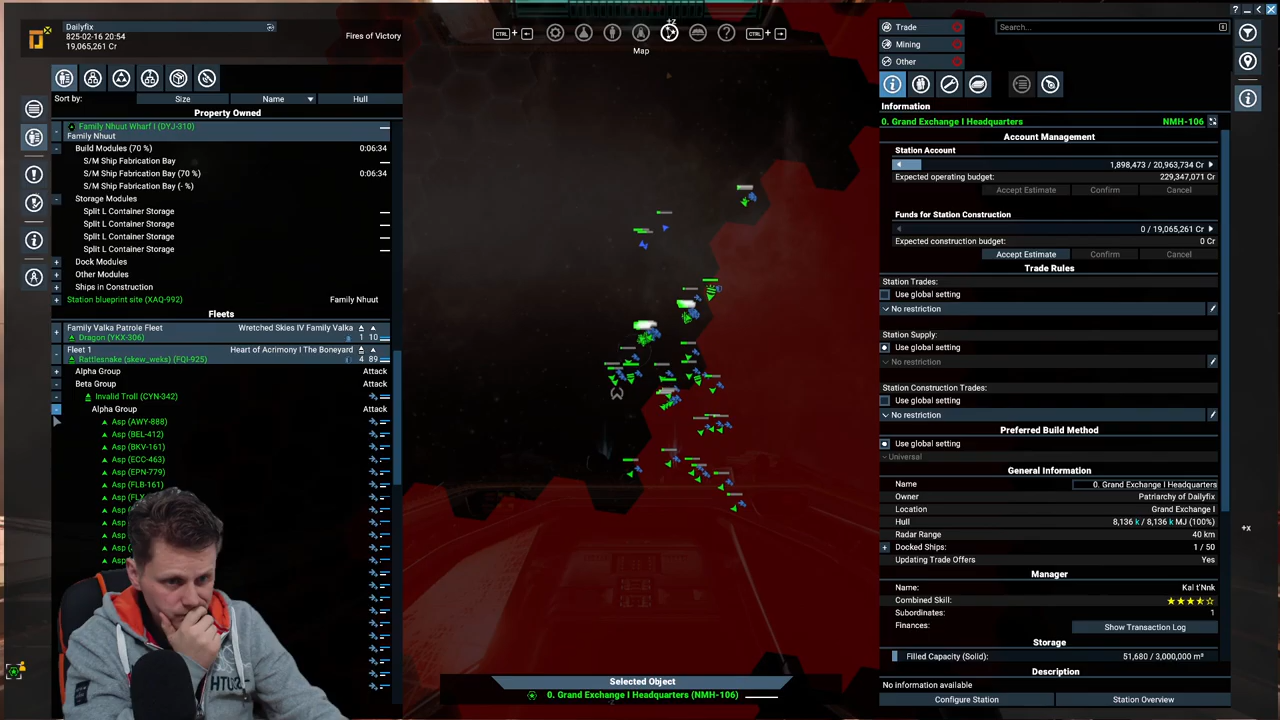 Dailyfix
825-02-16 20:54
19,065,261 Cr
Fires of Victory
Sort by:
Size
Name
Hull
Property Owned
Family Nhuut Wharf I (DYJ-310)
Family Nhuut
Build Modules (70 %)
0:06:34
S/M Ship Fabrication Bay
S/M Ship Fabrication Bay (70 %)
0:06:34
S/M Ship Fabrication Bay (- %)
Storage Modules
Split L Container Storage
Split L Container Storage
Split L Container Storage
Split L Container Storage
Dock Modules
Other Modules
Ships in Construction
Station blueprint site (XAQ-992)
Family Nhuut
Fleets
Family Valka Patrole Fleet
Wretched Skies IV Family Valka
Dragon (YKX-306)
1 10
Fleet 1
Heart of Acrimony I The Boneyard
Rattlesnake (skew_weks) (FQI-925)
4 89
Alpha Group
Attack
Beta Group
Attack
Invalid Troll (CYN-342)
Alpha Group
Attack
Asp (AWY-888)
Asp (BEL-412)
Asp (BKV-161)
Asp (ECC-463)
Asp (EPN-779)
Asp (FLB-161)
Asp
Asp
Asp
Asp
Asp
Asp
CTRL +
+Z
CTRL +
Map
+x
Selected Object
0. Grand Exchange I Headquarters (NMH-106)
Trade
Mining
Other
Search...
Information
0. Grand Exchange I Headquarters
NMH-106
Account Management
Station Account
1,898,473 / 20,963,734 Cr
Expected operating budget:
229,347,071 Cr
Accept Estimate
Confirm
Cancel
Funds for Station Construction
0 / 19,065,261 Cr
Expected construction budget:
0 Cr
Accept Estimate
Confirm
Cancel
Trade Rules
Station Trades:
Use global setting
No restriction
Station Supply:
Use global setting
No restriction
Station Construction Trades:
Use global setting
No restriction
Preferred Build Method
Use global setting
Universal
General Information
Name
0. Grand Exchange I Headquarters
Owner
Patriarchy of Dailyfix
Location
Grand Exchange I
Hull
8,136 k / 8,136 k MJ (100%)
Radar Range
40 km
Docked Ships:
1 / 50
Updating Trade Offers
Yes
Manager
Name:
Kal t'Nnk
Combined Skill:
Subordinates:
1
Finances:
Show Transaction Log
Storage
Filled Capacity (Solid):
51,680 / 3,000,000 m³
Description
No information available
Configure Station
Station Overview